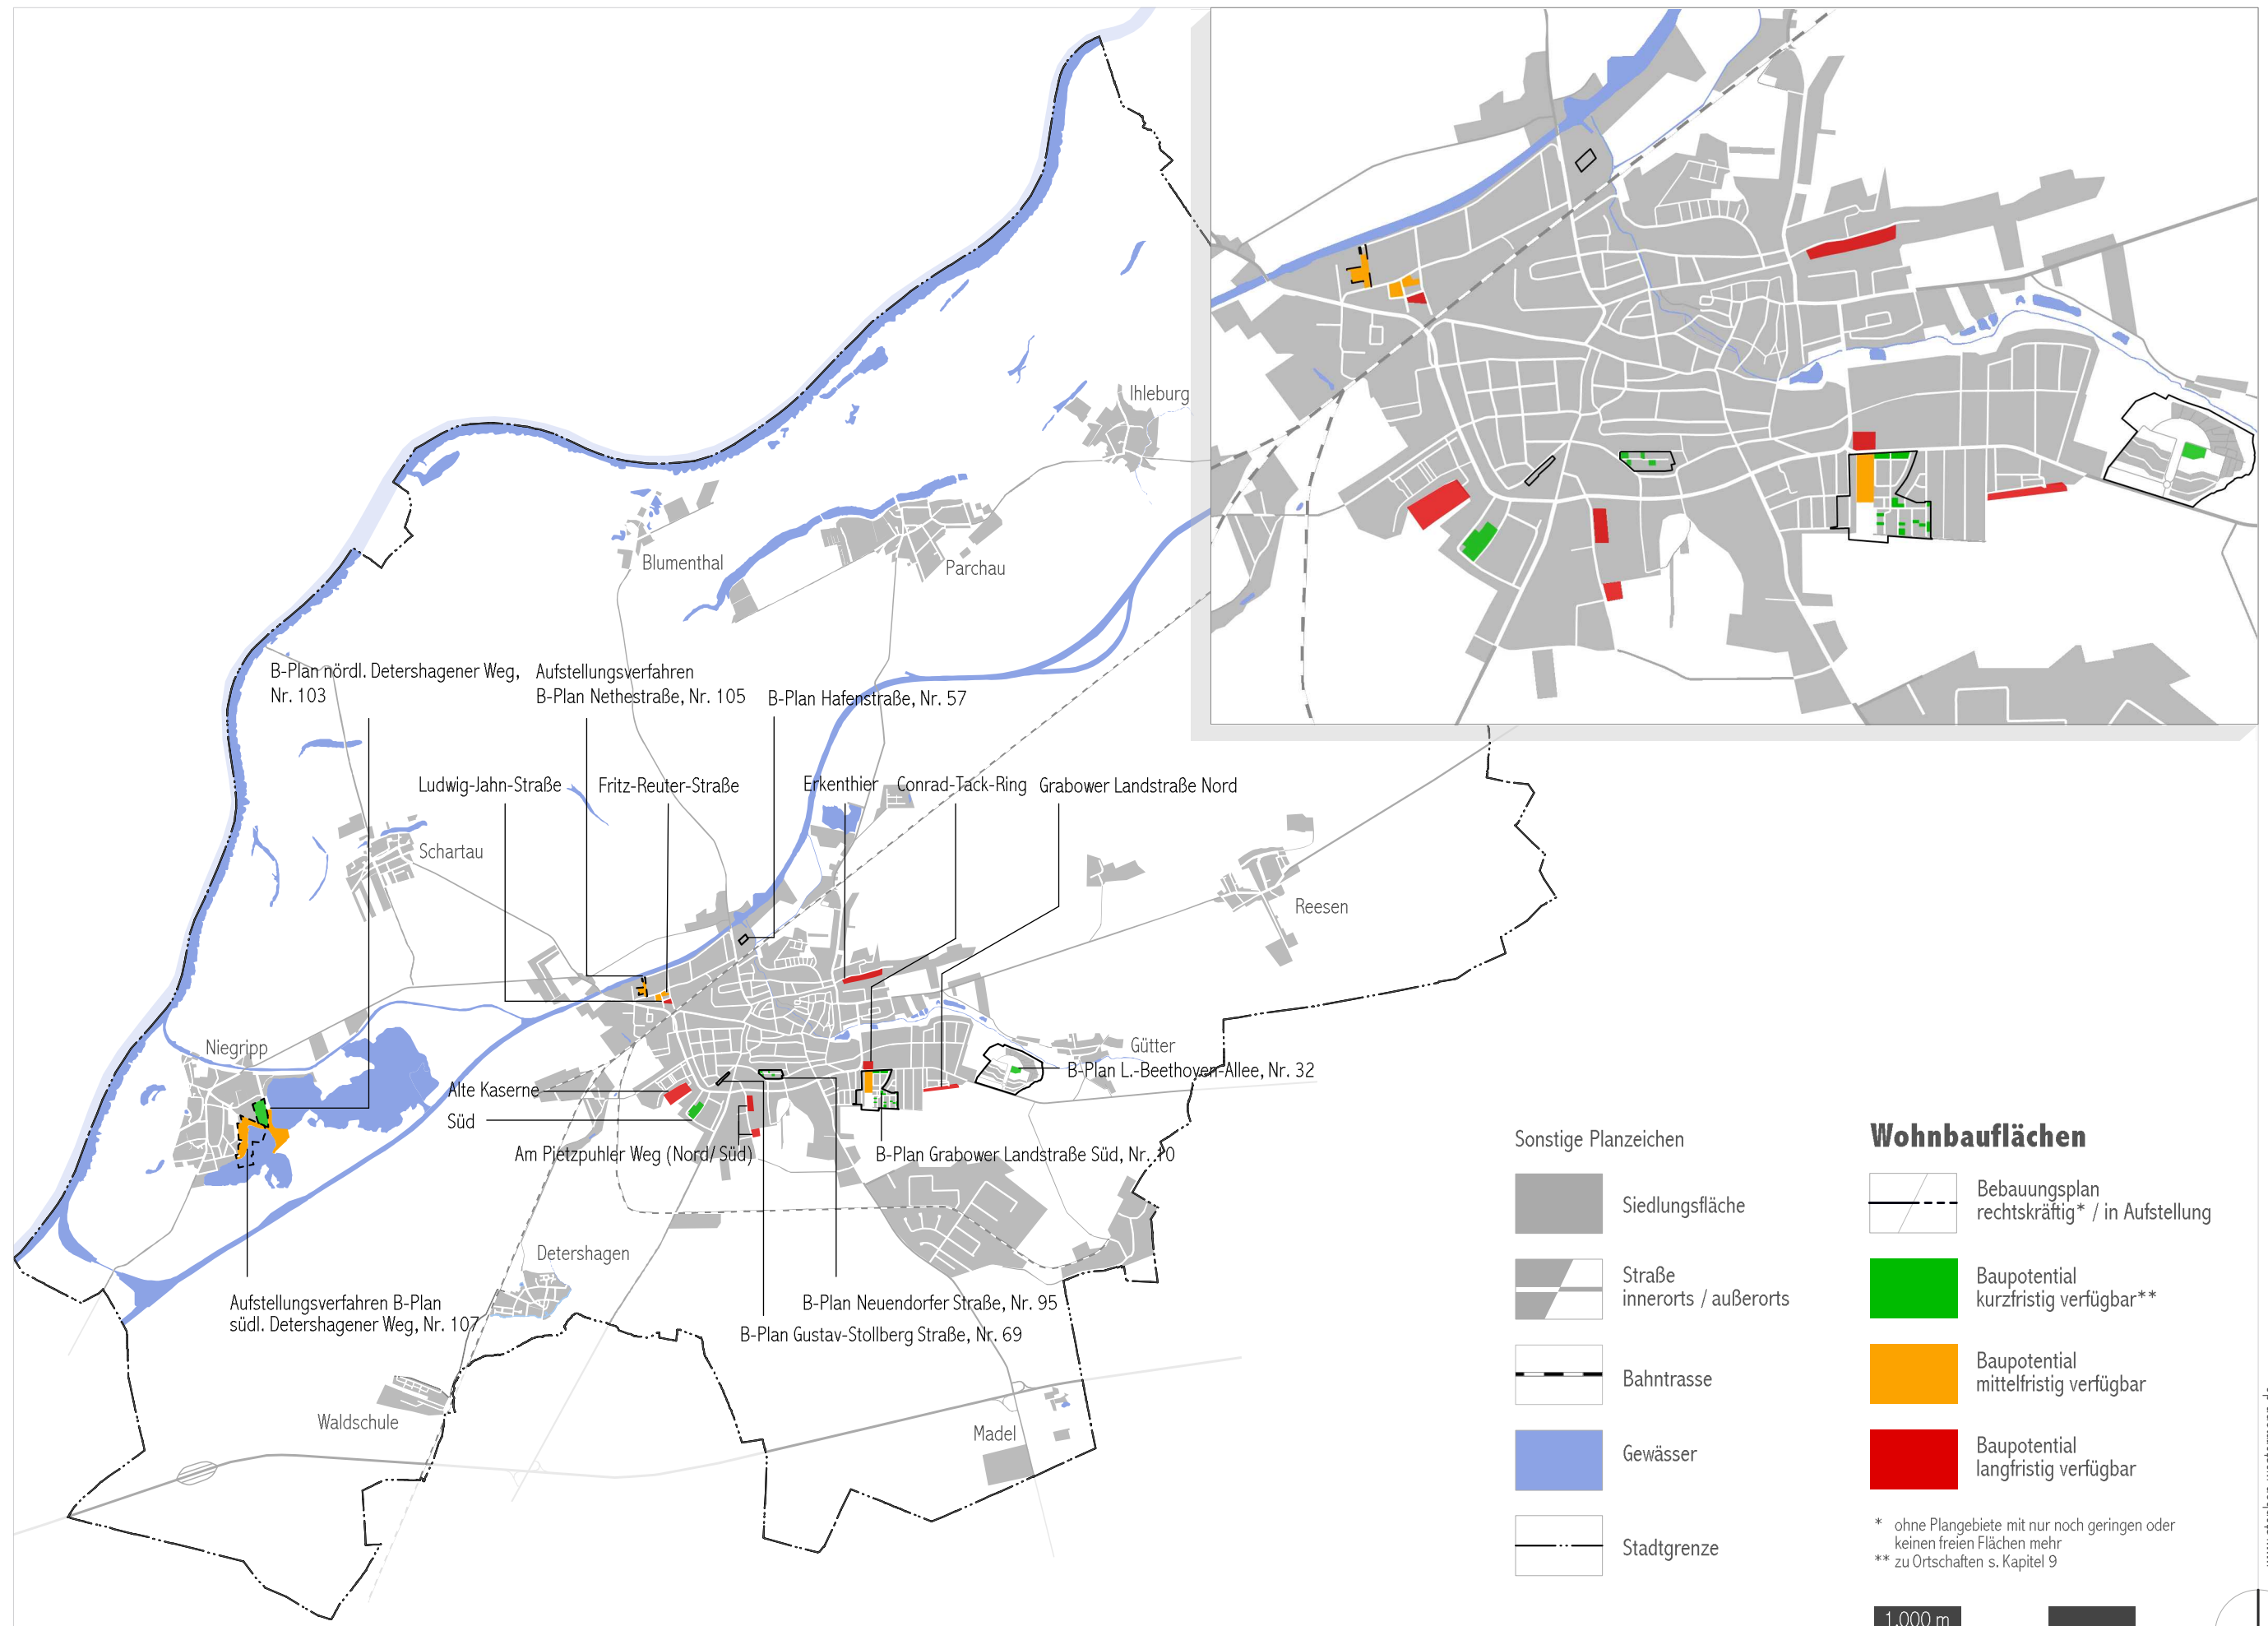 Ihleburg
Blumenthal
Parchau
B-Plan nördl. Detershagener Weg,
Nr. 103
Aufstellungsverfahren
B-Plan Nethestraße, Nr. 105
B-Plan Hafenstraße, Nr. 57
Ludwig-Jahn-Straße
Fritz-Reuter-Straße
Erkenthier
Conrad-Tack-Ring
Grabower Landstraße Nord
Schartau
Reesen
Niegripp
Gütter
B-Plan L.-Beethoven-Allee, Nr. 32
Alte Kaserne
Süd
Am Pietzpuhler Weg (Nord/ Süd)
B-Plan Grabower Landstraße Süd, Nr. 70
Detershagen
Aufstellungsverfahren B-Plan
südl. Detershagener Weg, Nr. 107
B-Plan Neuendorfer Straße, Nr. 95
B-Plan Gustav-Stollberg Straße, Nr. 69
Waldschule
Madel
Sonstige Planzeichen
Siedlungsfläche
Straße
innerorts / außerorts
Bahntrasse
Gewässer
Stadtgrenze
Wohnbauflächen
Bebauungsplan
rechtskräftig* / in Aufstellung
Baupotential
kurzfristig verfügbar**
Baupotential
mittelfristig verfügbar
Baupotential
langfristig verfügbar
* ohne Plangebiete mit nur noch geringen oder
keinen freien Flächen mehr
** zu Ortschaften s. Kapitel 9
1.000 m